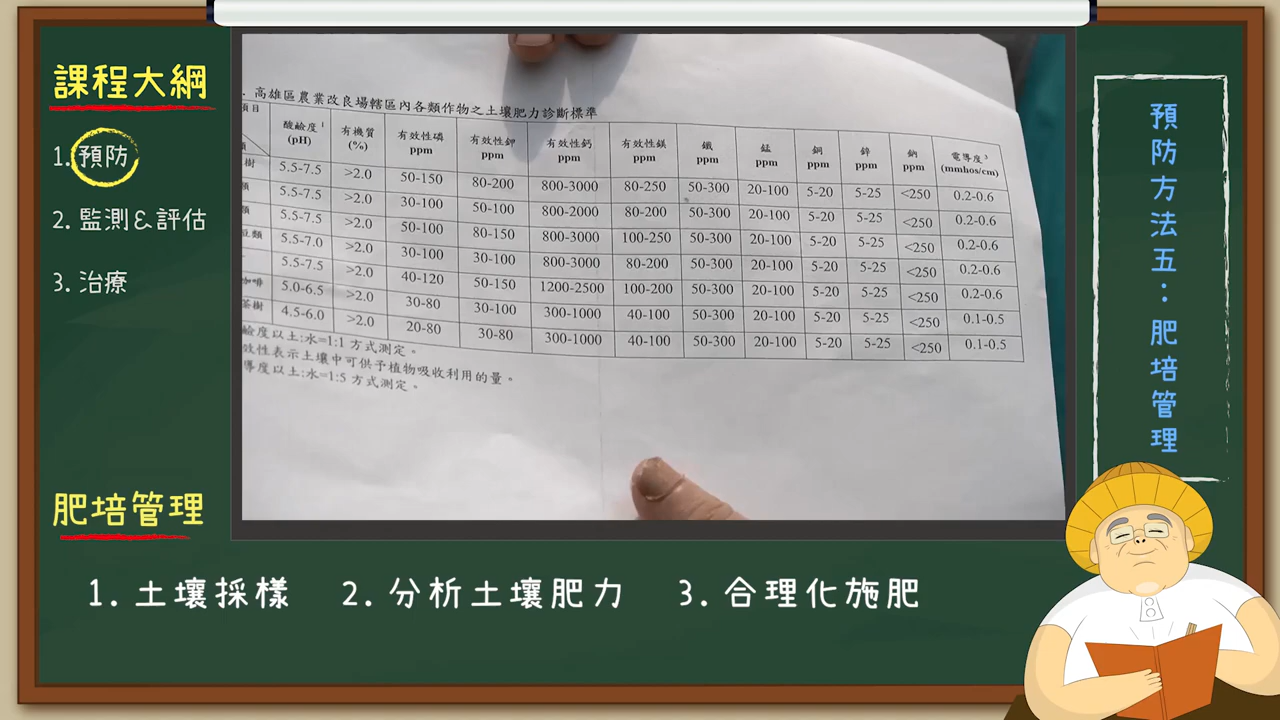 課程大綱
1. 預防
2. 監測&評估
3. 治療
肥培管理
高雄區農業改良場轄區內各類作物之土壤肥力診斷標準
項目 酸鹼度1 (pH) 有機質 (%) 有效性磷 ppm 有效性鉀 ppm 有效性鈣 ppm 有效性鎂 ppm 鐵 ppm 錳 ppm 銅 ppm 鋅 ppm 鈉 ppm 電導度3 (mmhos/cm)
樹 5.5-7.5 >2.0 50-150 80-200 800-3000 80-250 50-300 20-100 5-20 5-25 <250 0.2-0.6
類 5.5-7.5 >2.0 30-100 50-100 800-2000 80-200 50-300 20-100 5-20 5-25 <250 0.2-0.6
類 5.5-7.5 >2.0 50-100 80-150 800-3000 100-250 50-300 20-100 5-20 5-25 <250 0.2-0.6
豆類 5.5-7.0 >2.0 30-100 30-100 800-3000 80-200 50-300 20-100 5-20 5-25 <250 0.2-0.6
5.5-7.5 >2.0 40-120 50-150 1200-2500 100-200 50-300 20-100 5-20 5-25 <250 0.2-0.6
咖啡 5.0-6.5 >2.0 30-80 30-100 300-1000 40-100 50-300 20-100 5-20 5-25 <250 0.1-0.5
茶樹 4.5-6.0 >2.0 20-80 30-80 300-1000 40-100 50-300 20-100 5-20 5-25 <250 0.1-0.5
鹼度以土:水=1:1 方式測定。
效性表示土壤中可供予植物吸收利用的量。
導度以土:水=1:5 方式測定。
預防方法五：肥培管理
1. 土壤採樣 2. 分析土壤肥力 3. 合理化施肥